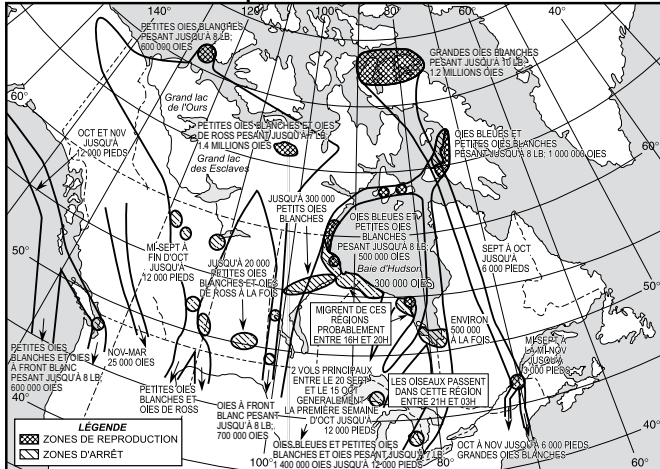 140°
120°
100°
80°
60°
40°
PETITES OIES BLANCHES
PESANT JUSQU'À 8 LB;
600 000 OIES
GRANDES OIES BLANCHES
PESANT JUSQU'À 10 LB;
1.2 MILLIONS OIES
Grand lac
de l'Ours
60°
OCT ET NOV
JUSQU'À
12 000 PIEDS
PETITES OIES BLANCHES ET OIES
DE ROSS PESANT JUSQU'À 7 LB;
1.4 MILLIONS OIES
Grand lac
des Esclaves
OIES BLEUES ET
PETITES OIES BLANCHES
PESANT JUSQU'À 8 LB; 1 000 000 OIES
60°
JUSQU'À 300 000
PETITS OIES
BLANCHES
OIES BLEUES ET
PETITES OIES
BLANCHES
PESANT JUSQU'À 8 LB;
500 000 OIES
Baie d'Hudson
300 000 OIES
50°
MI-SEPT À
FIN D'OCT
JUSQU'À
12 000 PIEDS
JUSQU'À 20 000
PETITES OIES
BLANCHES ET OIES
DE ROSS À LA FOIS
SEPT À OCT
JUSQU'À
6 000 PIEDS
50°
MIGRENT DE CES
RÉGIONS
PROBABLEMENT
ENTRE 16H ET 20H
ENVIRON
500 000
À LA FOIS
MI-SEPT À
LA MI-NOV
JUSQU'À
3 000 PIEDS
PETITES OIES
BLANCHES ET OIES
À FRONT BLANC
PESANT JUSQU'À 8 LB;
600 000 OIES
NOV-MAR
25 000 OIES
PETITES OIES
BLANCHES ET
OIES DE ROSS
OIES À FRONT
BLANC PESANT
JUSQU'À 8 LB;
700 000 OIES
2 VOLS PRINCIPAUX
ENTRE LE 20 SEPT
ET LE 15 OCT
GENERALEMENT
LA PREMIÈRE SEMAINE
D'OCT JUSQU'À
12 000 PIEDS
LES OISEAUX PASSENT
DANS CETTE RÉGION
ENTRE 21H ET 03H
40°
40°
LÉGENDE
ZONES DE REPRODUCTION
ZONES D'ARRÊT
OIES BLEUES ET PETITES OIES
BLANCHES ET OIES PESANT JUSQU'À 7 LB;
1 400 000 OIES JUSQU'À 12 000 PIEDS
OCT À NOV JUSQU'À 6 000 PIEDS
GRANDES OIES BLANCHES
120°
100°
80°
60°